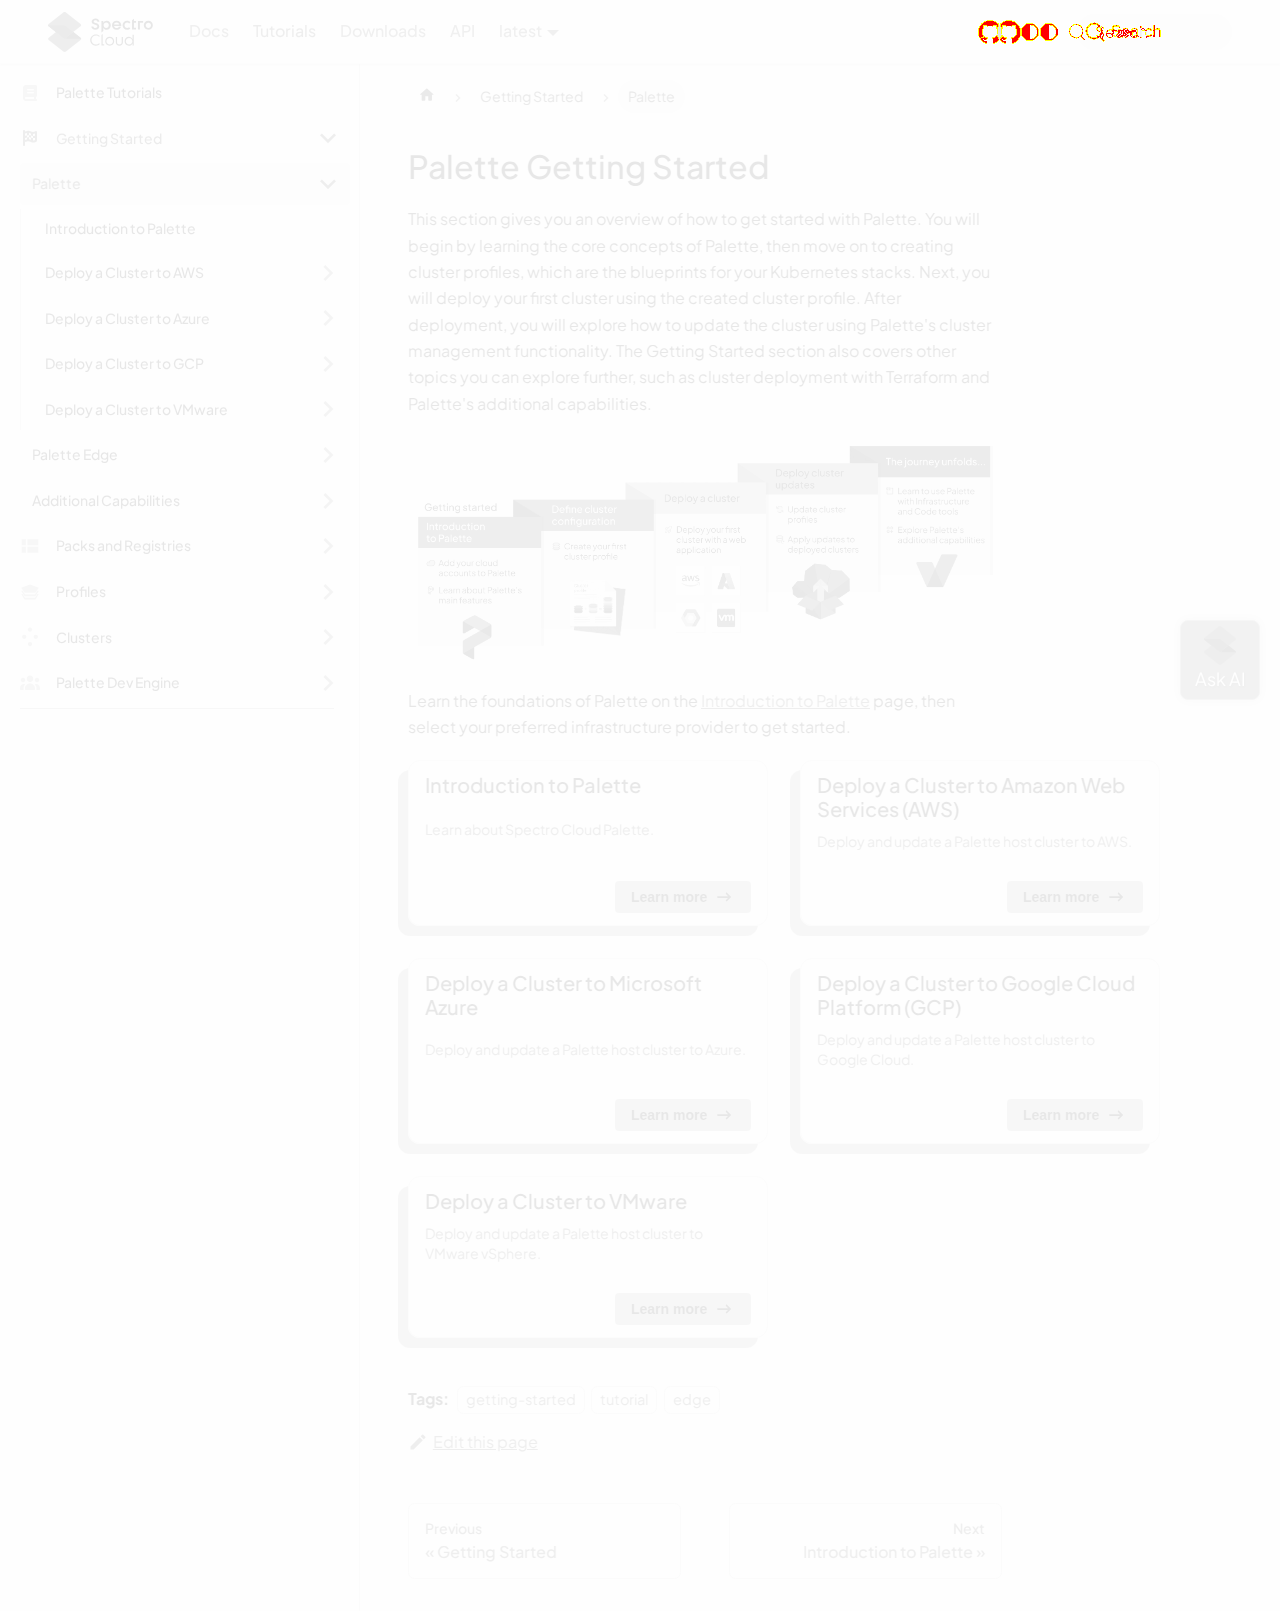 Spectro
Cloud
Docs Tutorials Downloads API latest
Search
Palette Tutorials
Getting Started
Palette
Introduction to Palette
Deploy a Cluster to AWS
Deploy a Cluster to Azure
Deploy a Cluster to GCP
Deploy a Cluster to VMware
Palette Edge
Additional Capabilities
Packs and Registries
Profiles
Clusters
Palette Dev Engine
Getting Started
Palette
Palette Getting Started
This section gives you an overview of how to get started with Palette. You will
begin by learning the core concepts of Palette, then move on to creating
cluster profiles, which are the blueprints for your Kubernetes stacks. Next, you
will deploy your first cluster using the created cluster profile. After
deployment, you will explore how to update the cluster using Palette's cluster
management functionality. The Getting Started section also covers other
topics you can explore further, such as cluster deployment with Terraform and
Palette's additional capabilities.
Getting started
Introduction
to Palette
Add your cloud
accounts to Palette
Learn about Palette's
main features
Define cluster
configuration
Create your first
cluster profile
Deploy a cluster
Deploy your first
cluster with a web
application
aws
vm
Deploy cluster
updates
Update cluster
profiles
Apply updates to
deployed clusters
The journey unfolds...
Learn to use Palette
with Infrastructure
and Code tools
Explore Palette's
additional capabilities
Learn the foundations of Palette on the Introduction to Palette page, then
select your preferred infrastructure provider to get started.
Introduction to Palette
Learn about Spectro Cloud Palette.
Learn more
Deploy a Cluster to Amazon Web
Services (AWS)
Deploy and update a Palette host cluster to AWS.
Learn more
Deploy a Cluster to Microsoft
Azure
Deploy and update a Palette host cluster to Azure.
Learn more
Deploy a Cluster to Google Cloud
Platform (GCP)
Deploy and update a Palette host cluster to
Google Cloud.
Learn more
Deploy a Cluster to VMware
Deploy and update a Palette host cluster to
VMware vSphere.
Learn more
Tags: getting-started tutorial edge
Edit this page
Previous
« Getting Started
Next
Introduction to Palette »
Ask AI